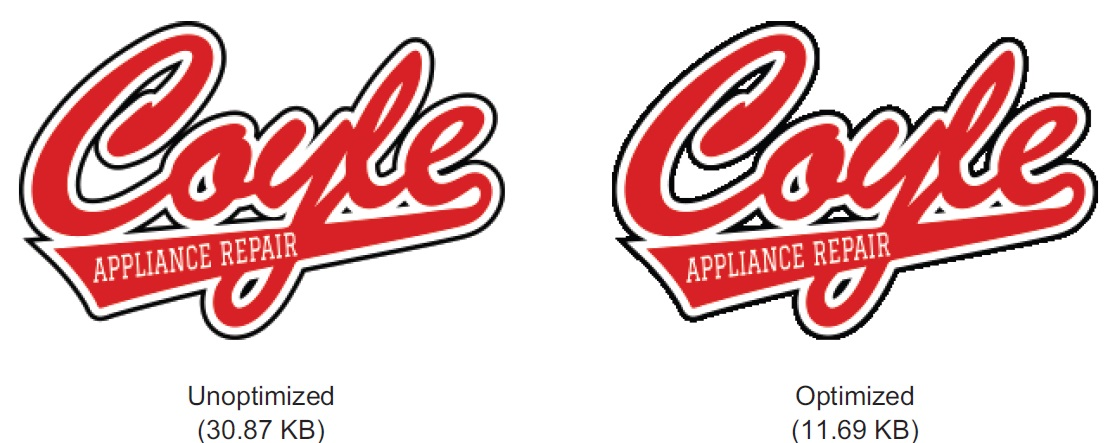 Coyle
APPLIANCE REPAIR
Coyle
APPLIANCE REPAIR
Unoptimized
(30.87 KB)
Optimized
(11.69 KB)